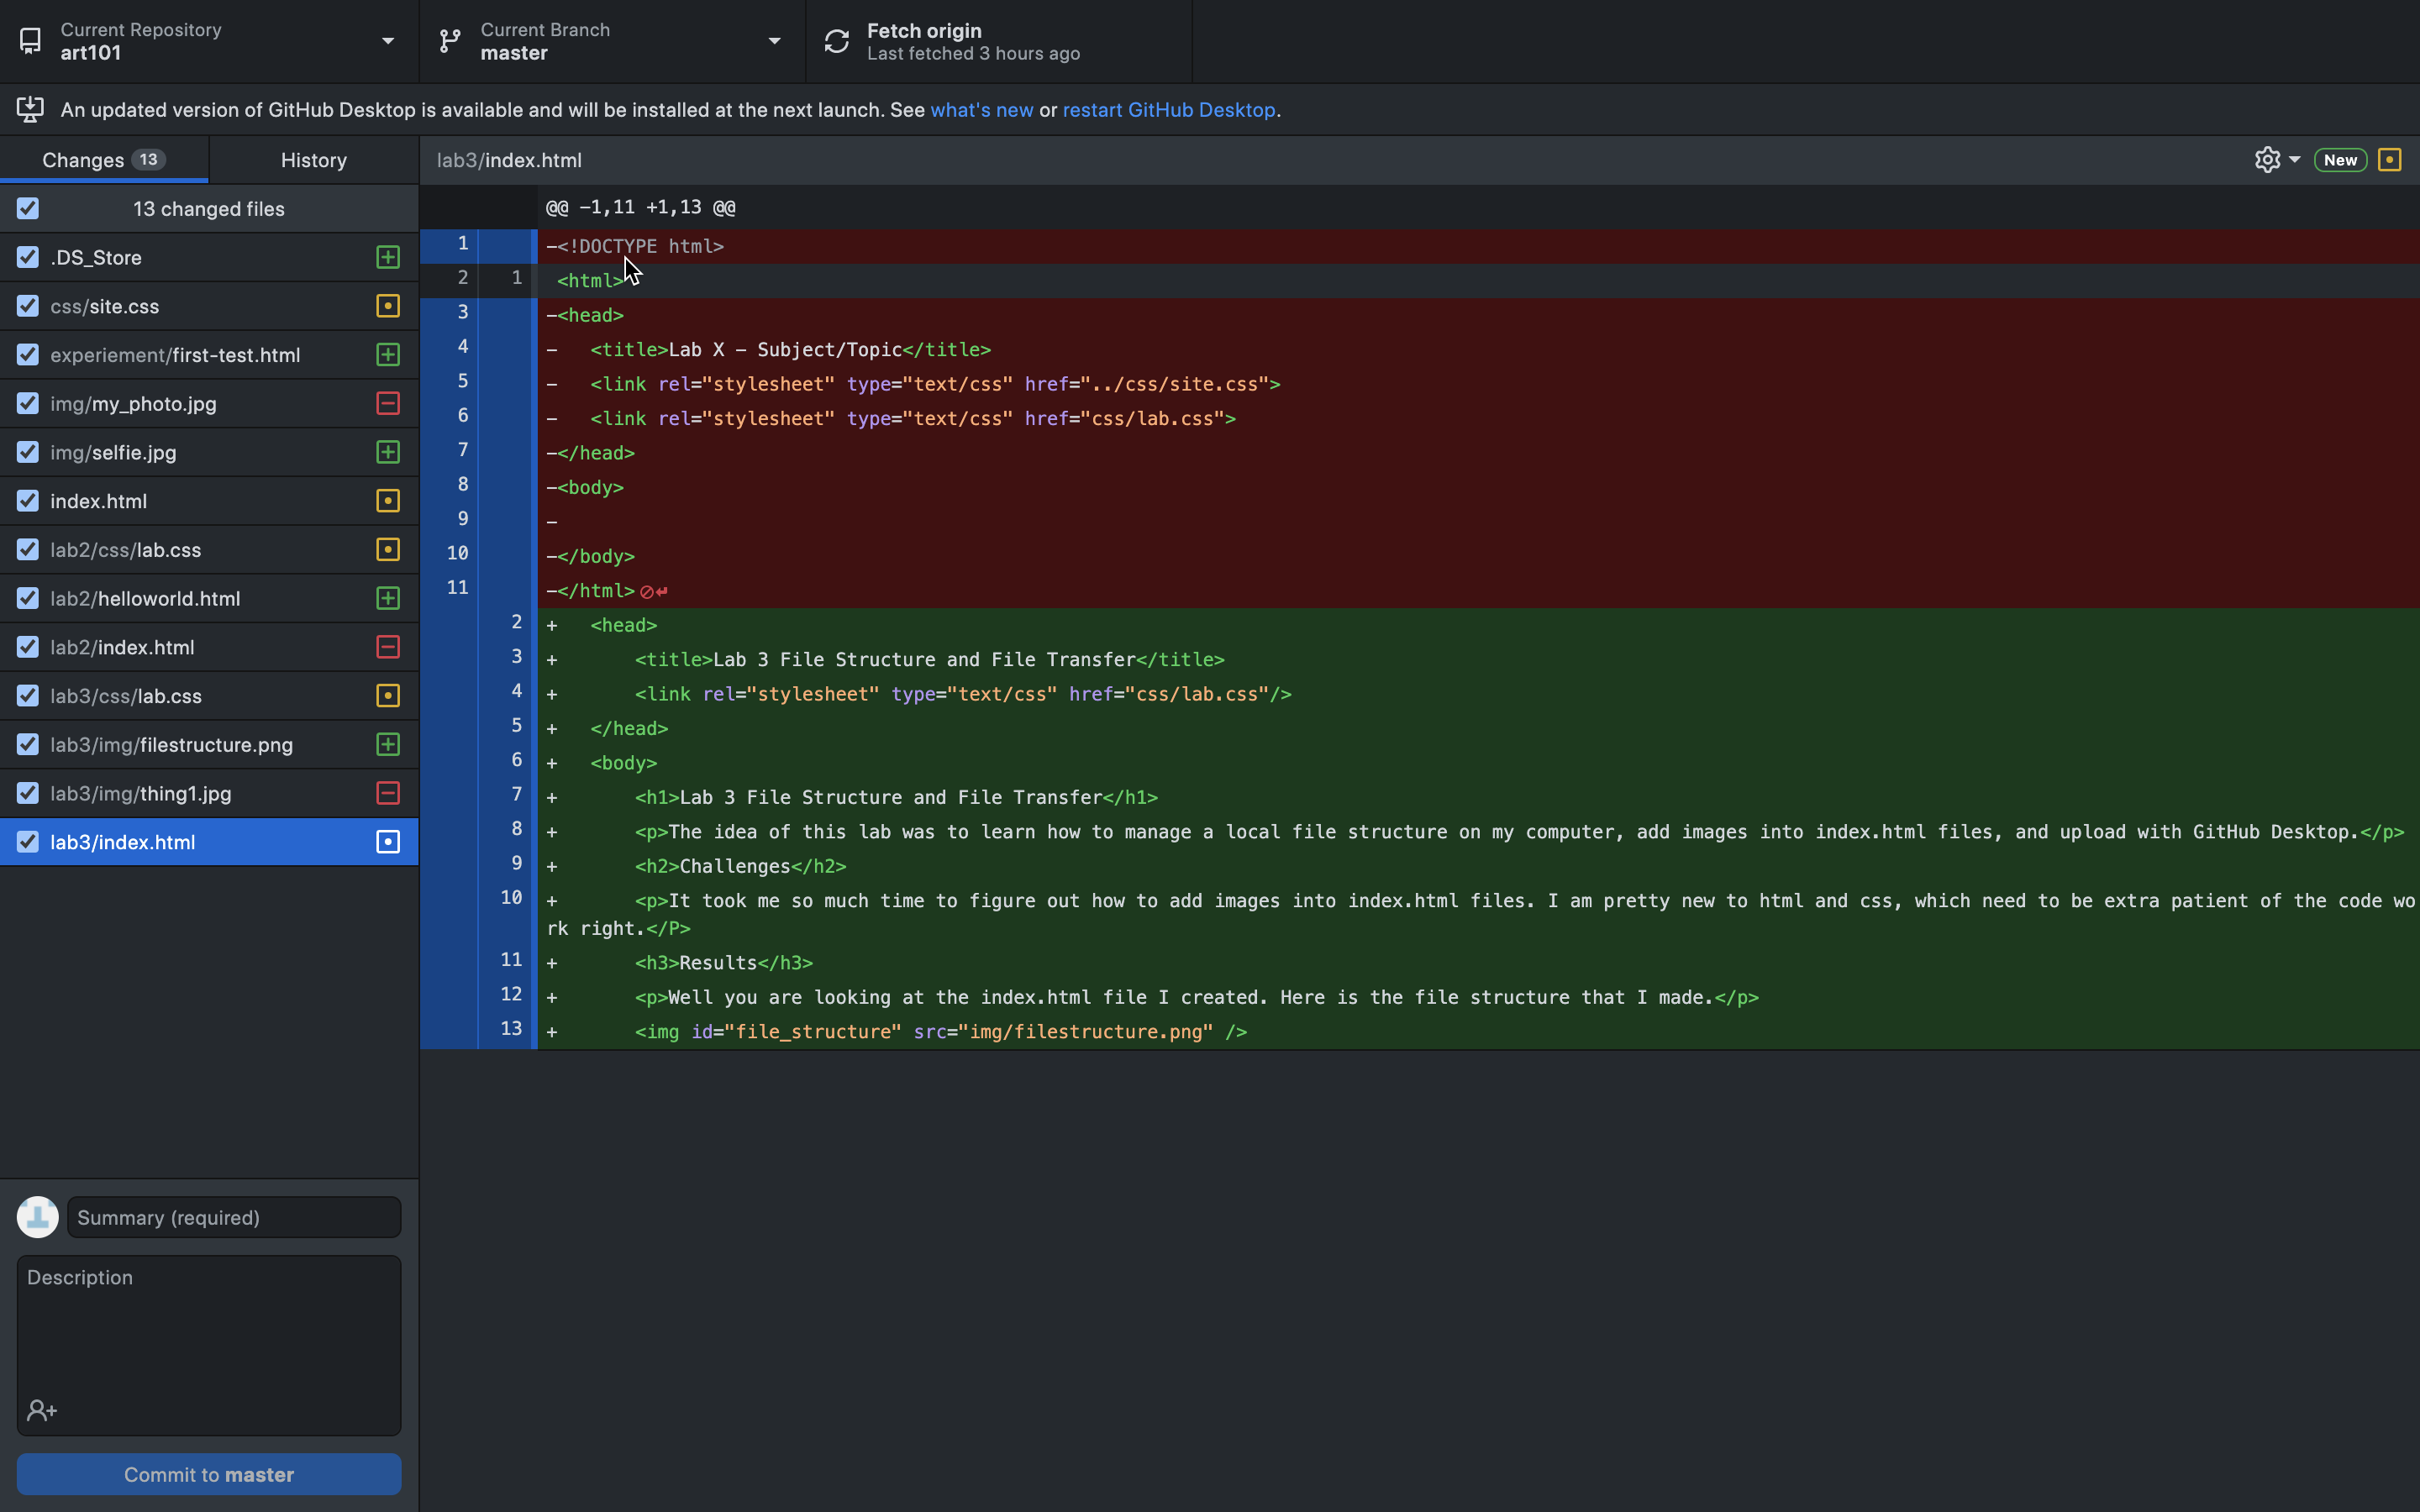 Current Repository
art101
Current Branch
master
Fetch origin
Last fetched 3 hours ago
An updated version of GitHub Desktop is available and will be installed at the next launch. See what's new or restart GitHub Desktop.
Changes 13
History
lab3/index.html
New
13 changed files
.DS_Store
css/site.css
experiement/first-test.html
img/my_photo.jpg
img/selfie.jpg
index.html
lab2/css/lab.css
lab2/helloworld.html
lab2/index.html
lab3/css/lab.css
lab3/img/filestructure.png
lab3/img/thing1.jpg
lab3/index.html
@@ -1,11 +1,13 @@
1 -<!DOCTYPE html>
2 1 <html>
3 -<head>
4 -   <title>Lab X - Subject/Topic</title>
5 -   <link rel="stylesheet" type="text/css" href="../css/site.css">
6 -   <link rel="stylesheet" type="text/css" href="css/lab.css">
7 -</head>
8 -<body>
9 -
10 -</body>
11 -</html>
2 +   <head>
3 +       <title>Lab 3 File Structure and File Transfer</title>
4 +       <link rel="stylesheet" type="text/css" href="css/lab.css"/>
5 +   </head>
6 +   <body>
7 +       <h1>Lab 3 File Structure and File Transfer</h1>
8 +       <p>The idea of this lab was to learn how to manage a local file structure on my computer, add images into index.html files, and upload with GitHub Desktop.</p>
9 +       <h2>Challenges</h2>
10 +       <p>It took me so much time to figure out how to add images into index.html files. I am pretty new to html and css, which need to be extra patient of the code wo
rk right.</P>
11 +       <h3>Results</h3>
12 +       <p>Well you are looking at the index.html file I created. Here is the file structure that I made.</p>
13 +       <img id="file_structure" src="img/filestructure.png" />
Summary (required)
Description
Commit to master